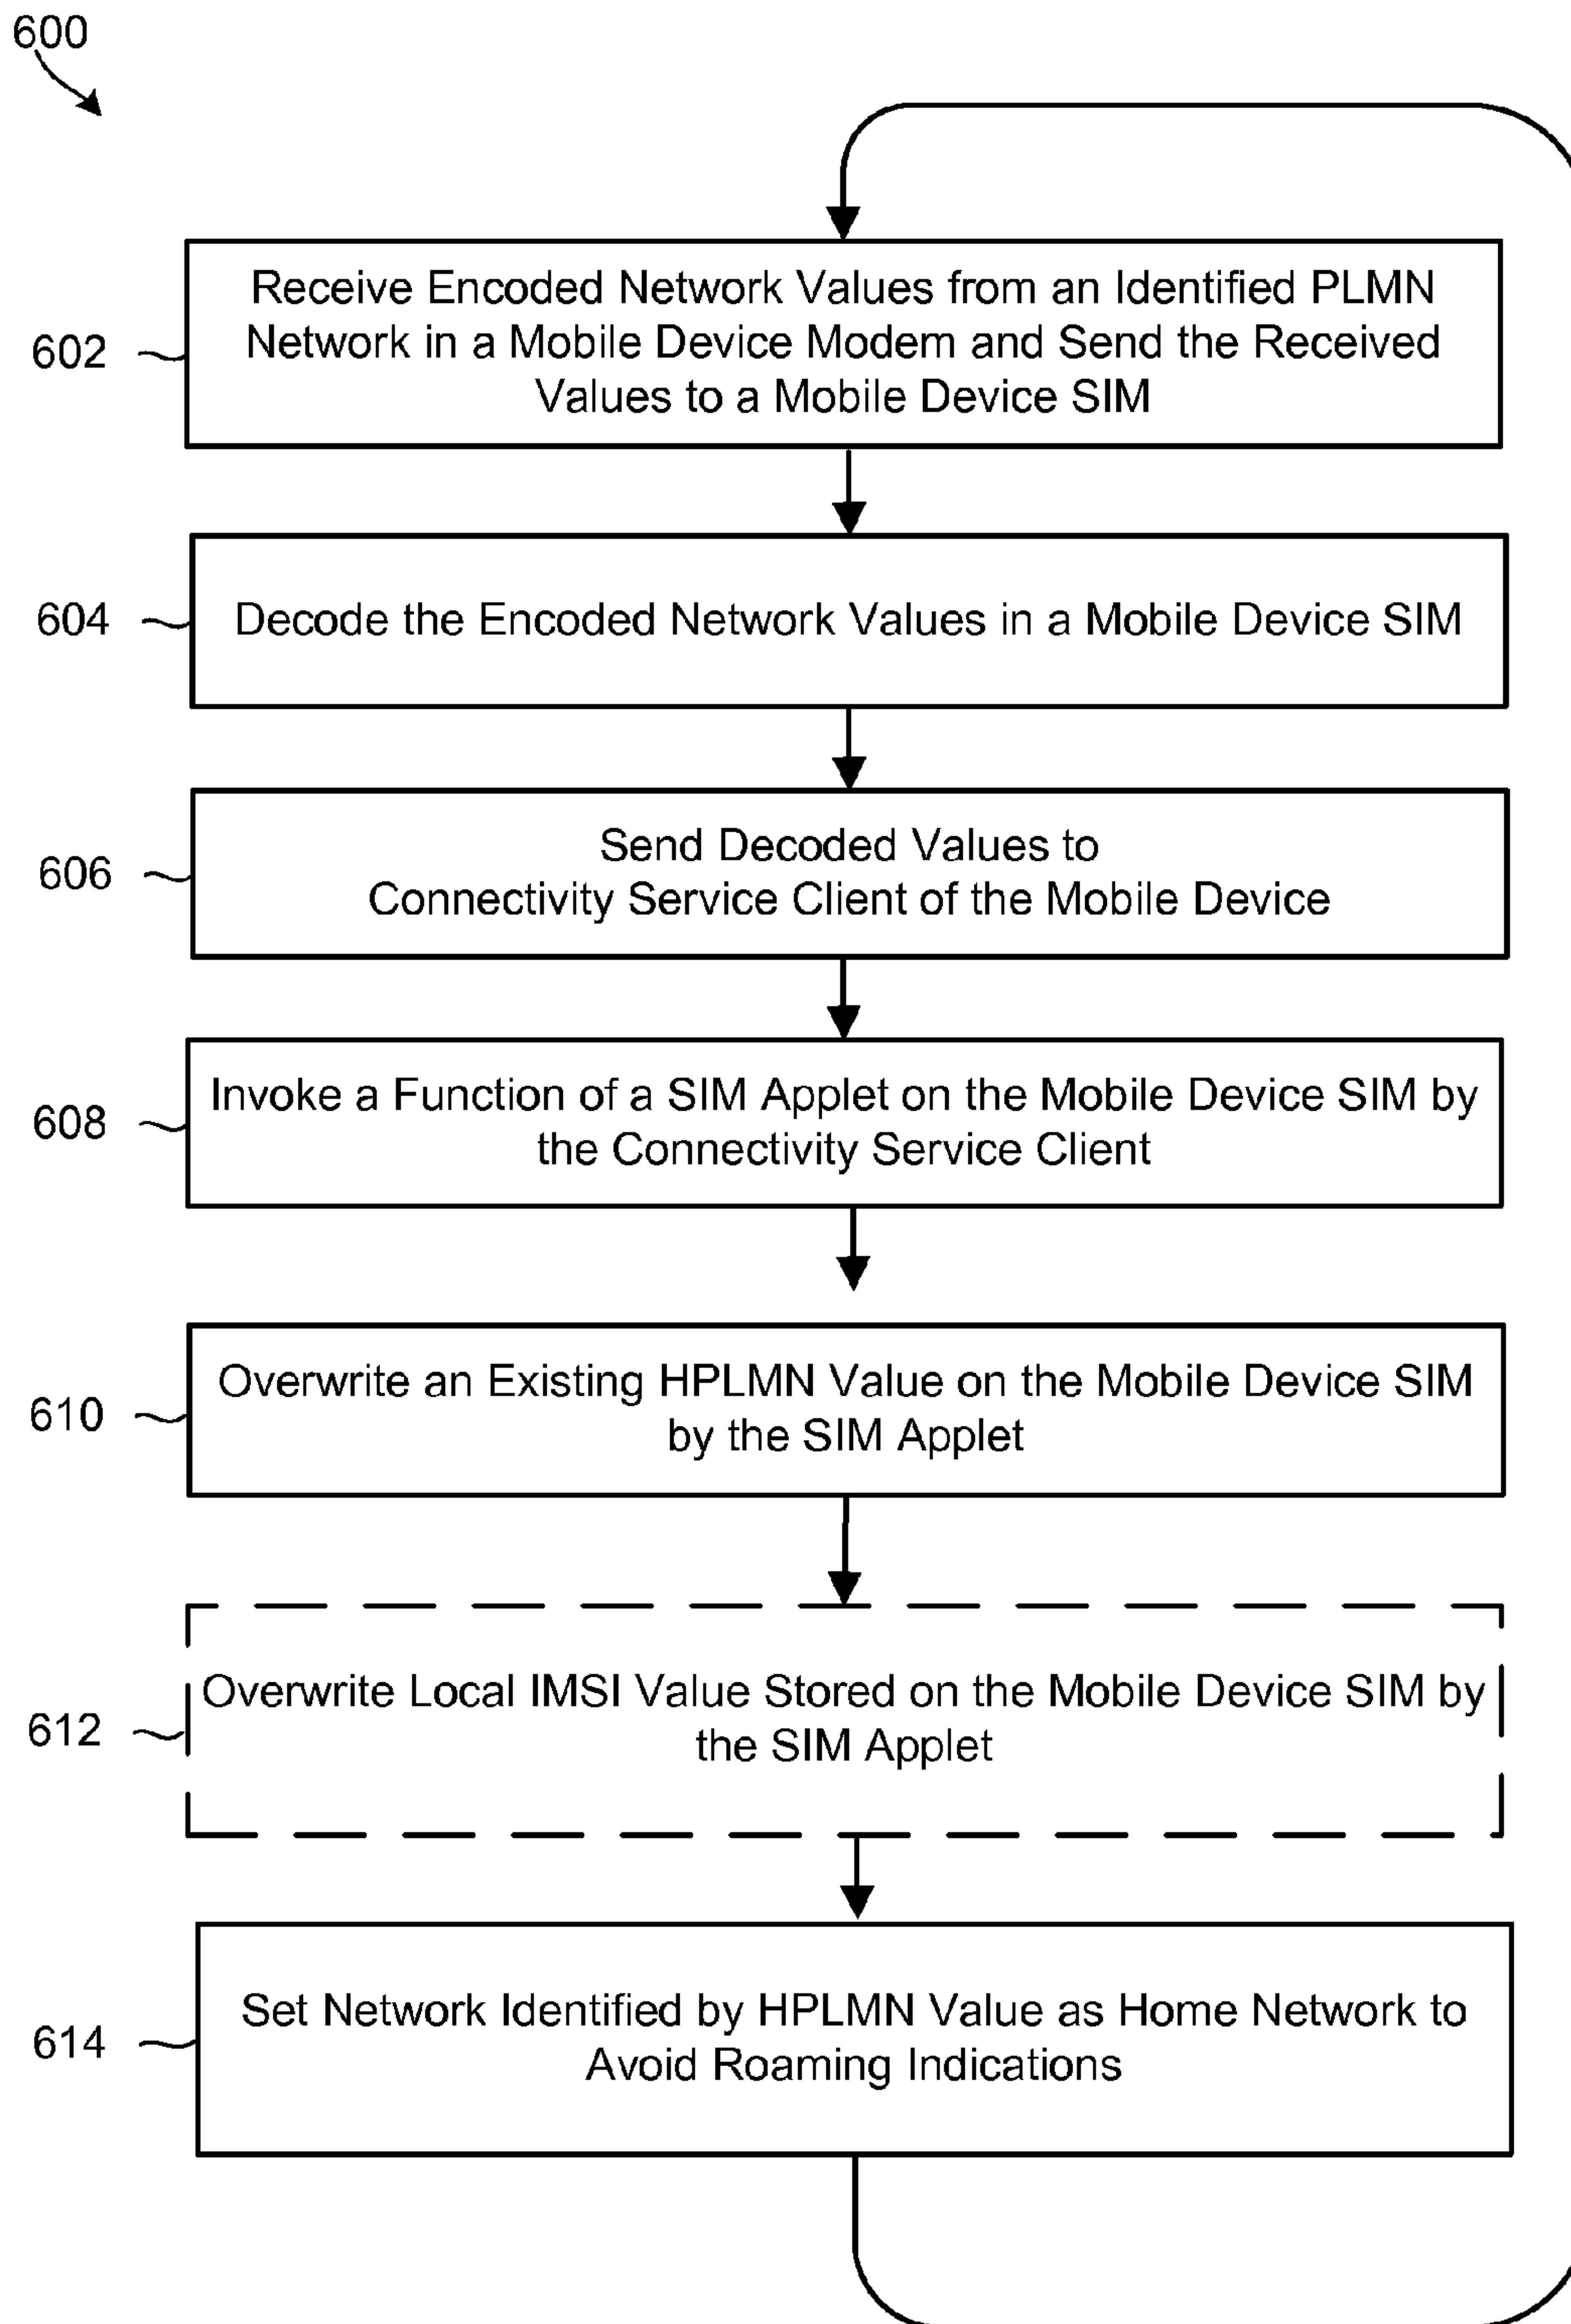 600
602
Receive Encoded Network Values from an Identified PLMN
Network in a Mobile Device Modem and Send the Received
Values to a Mobile Device SIM
604
Decode the Encoded Network Values in a Mobile Device SIM
606
Send Decoded Values to
Connectivity Service Client of the Mobile Device
608
Invoke a Function of a SIM Applet on the Mobile Device SIM by
the Connectivity Service Client
610
Overwrite an Existing HPLMN Value on the Mobile Device SIM
by the SIM Applet
612
Overwrite Local IMSI Value Stored on the Mobile Device SIM by
the SIM Applet
614
Set Network Identified by HPLMN Value as Home Network to
Avoid Roaming Indications